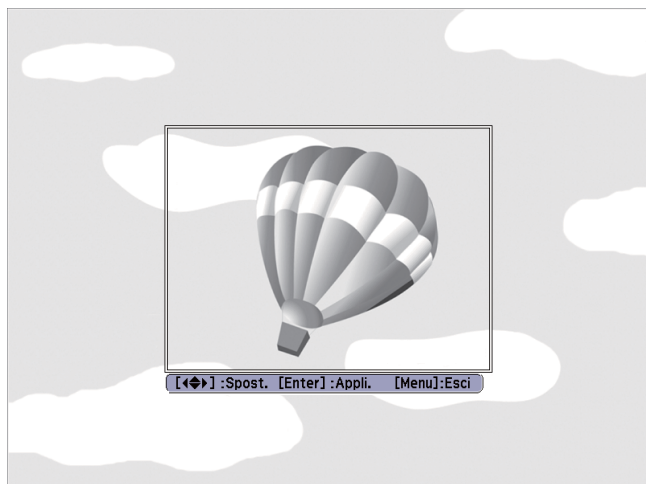 [◀◆▶] :Spost. [Enter] :Appli. [Menu]:Esci